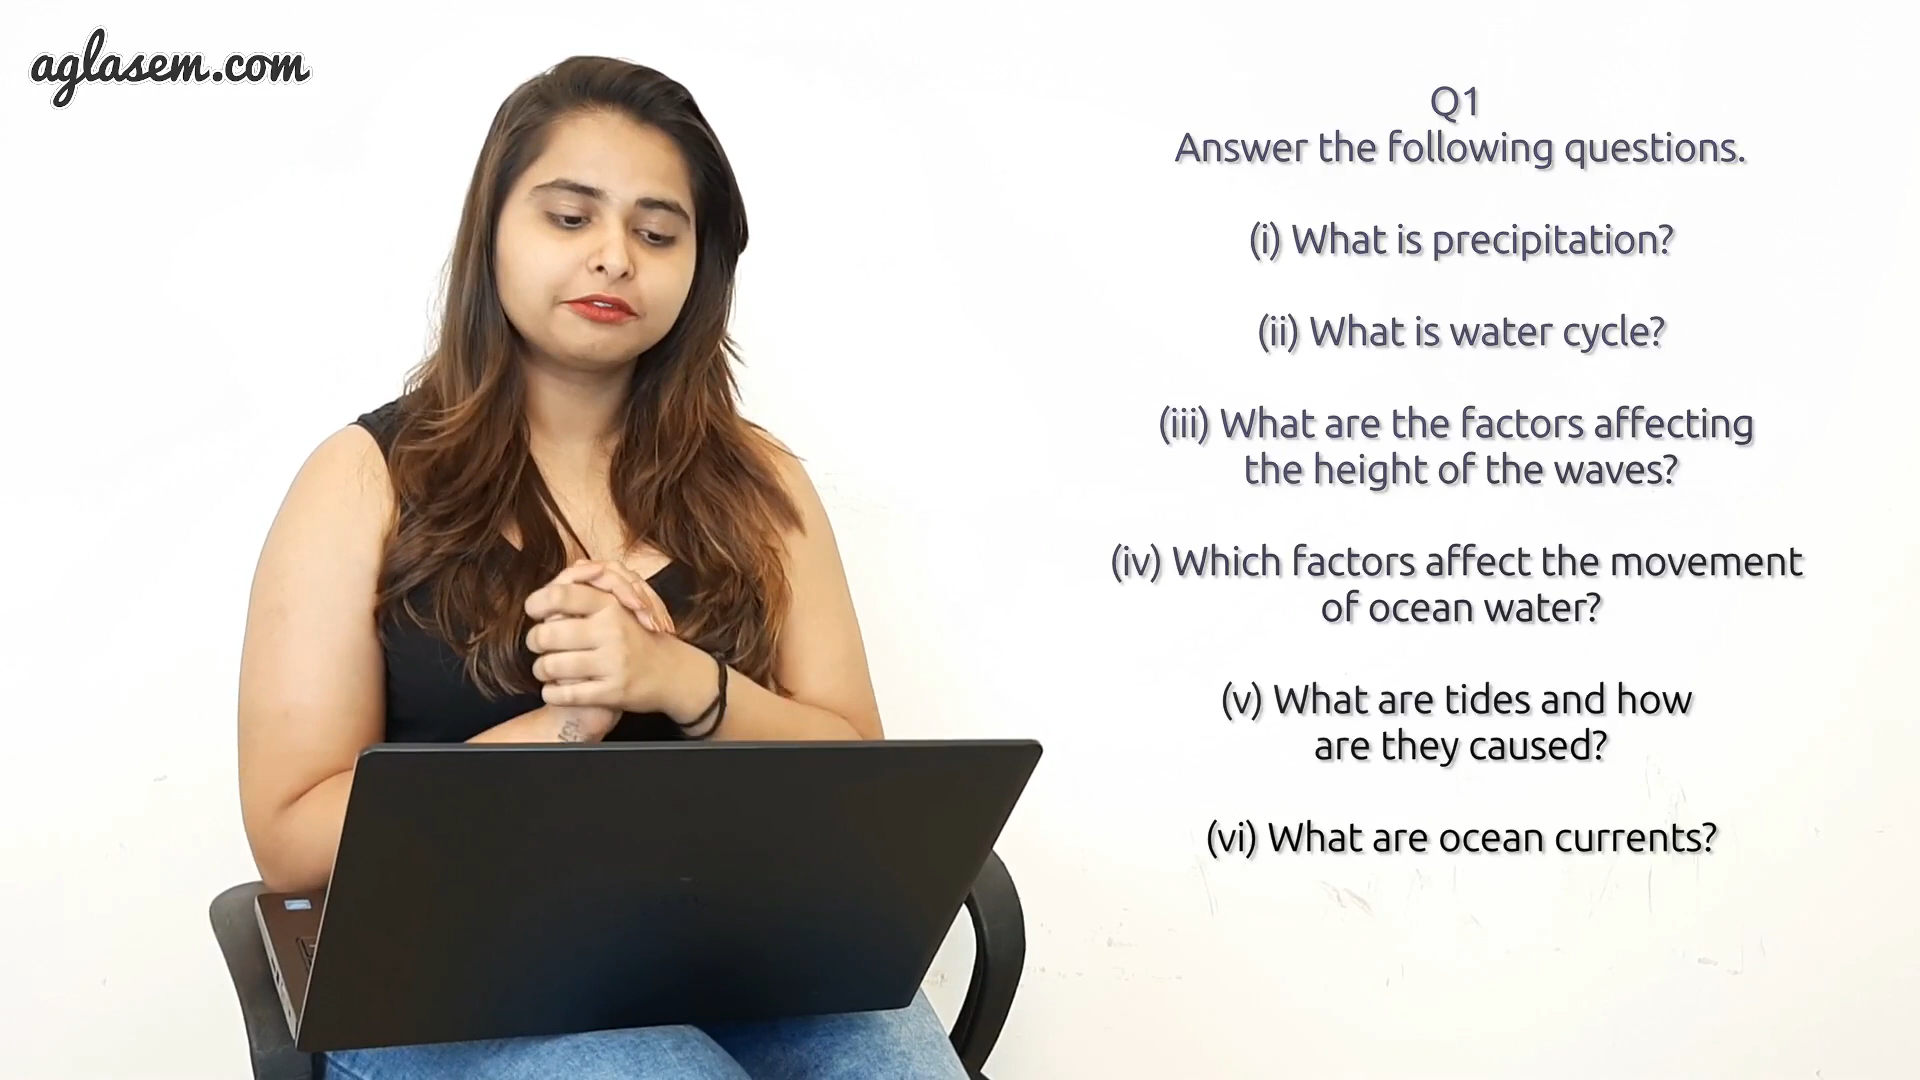 aglasem.com
Q1
Answer the following questions.
(i) What is precipitation?
(ii) What is water cycle?
(iii) What are the factors affecting
the height of the waves?
(iv) Which factors affect the movement
of ocean water?
(v) What are tides and how
are they caused?
(vi) What are ocean currents?